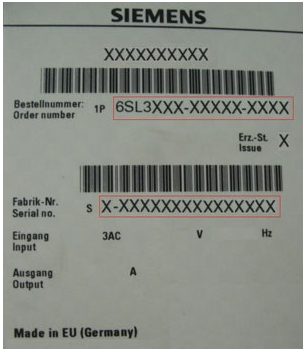 SIEMENS
XXXXXXXXXX
Bestellnummer: 1P 6SL3XXX-XXXXX-XXXX
Order number
Erz.-St. X
Issue
Fabrik-Nr. S X-XXXXXXXXXXXXXXX
Serial no.
Eingang 3AC V Hz
Input
Ausgang A
Output
Made in EU (Germany)